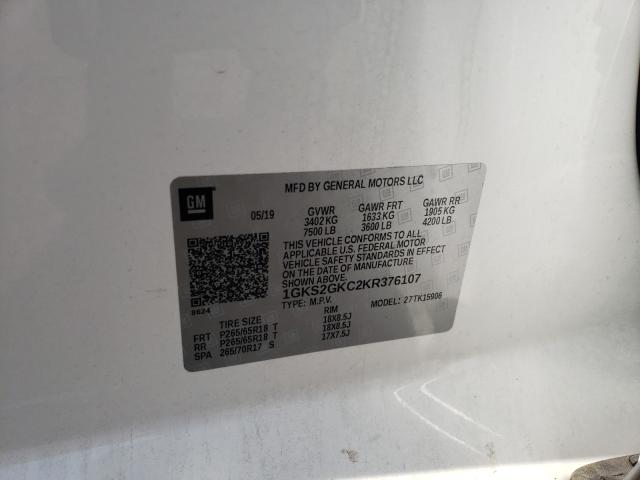 MFD BY GENERAL MOTORS LLC
GM
05/19
GVWR GAWR FRT GAWR RR
3402 KG 1633 KG 1905 KG
7500 LB 3600 LB 4200 LB
THIS VEHICLE CONFORMS TO ALL
APPLICABLE U.S. FEDERAL MOTOR
VEHICLE SAFETY STANDARDS IN EFFECT
ON THE DATE OF MANUFACTURE
SHOWN ABOVE.
1GKS2GKC2KR376107
TYPE: M.P.V. MODEL: 27TK15906
8624
TIRE SIZE RIM
FRT P265/65R18 T 18X8.5J
RR P265/65R18 T 18X8.5J
SPA 265/70R17 S 17X7.5J